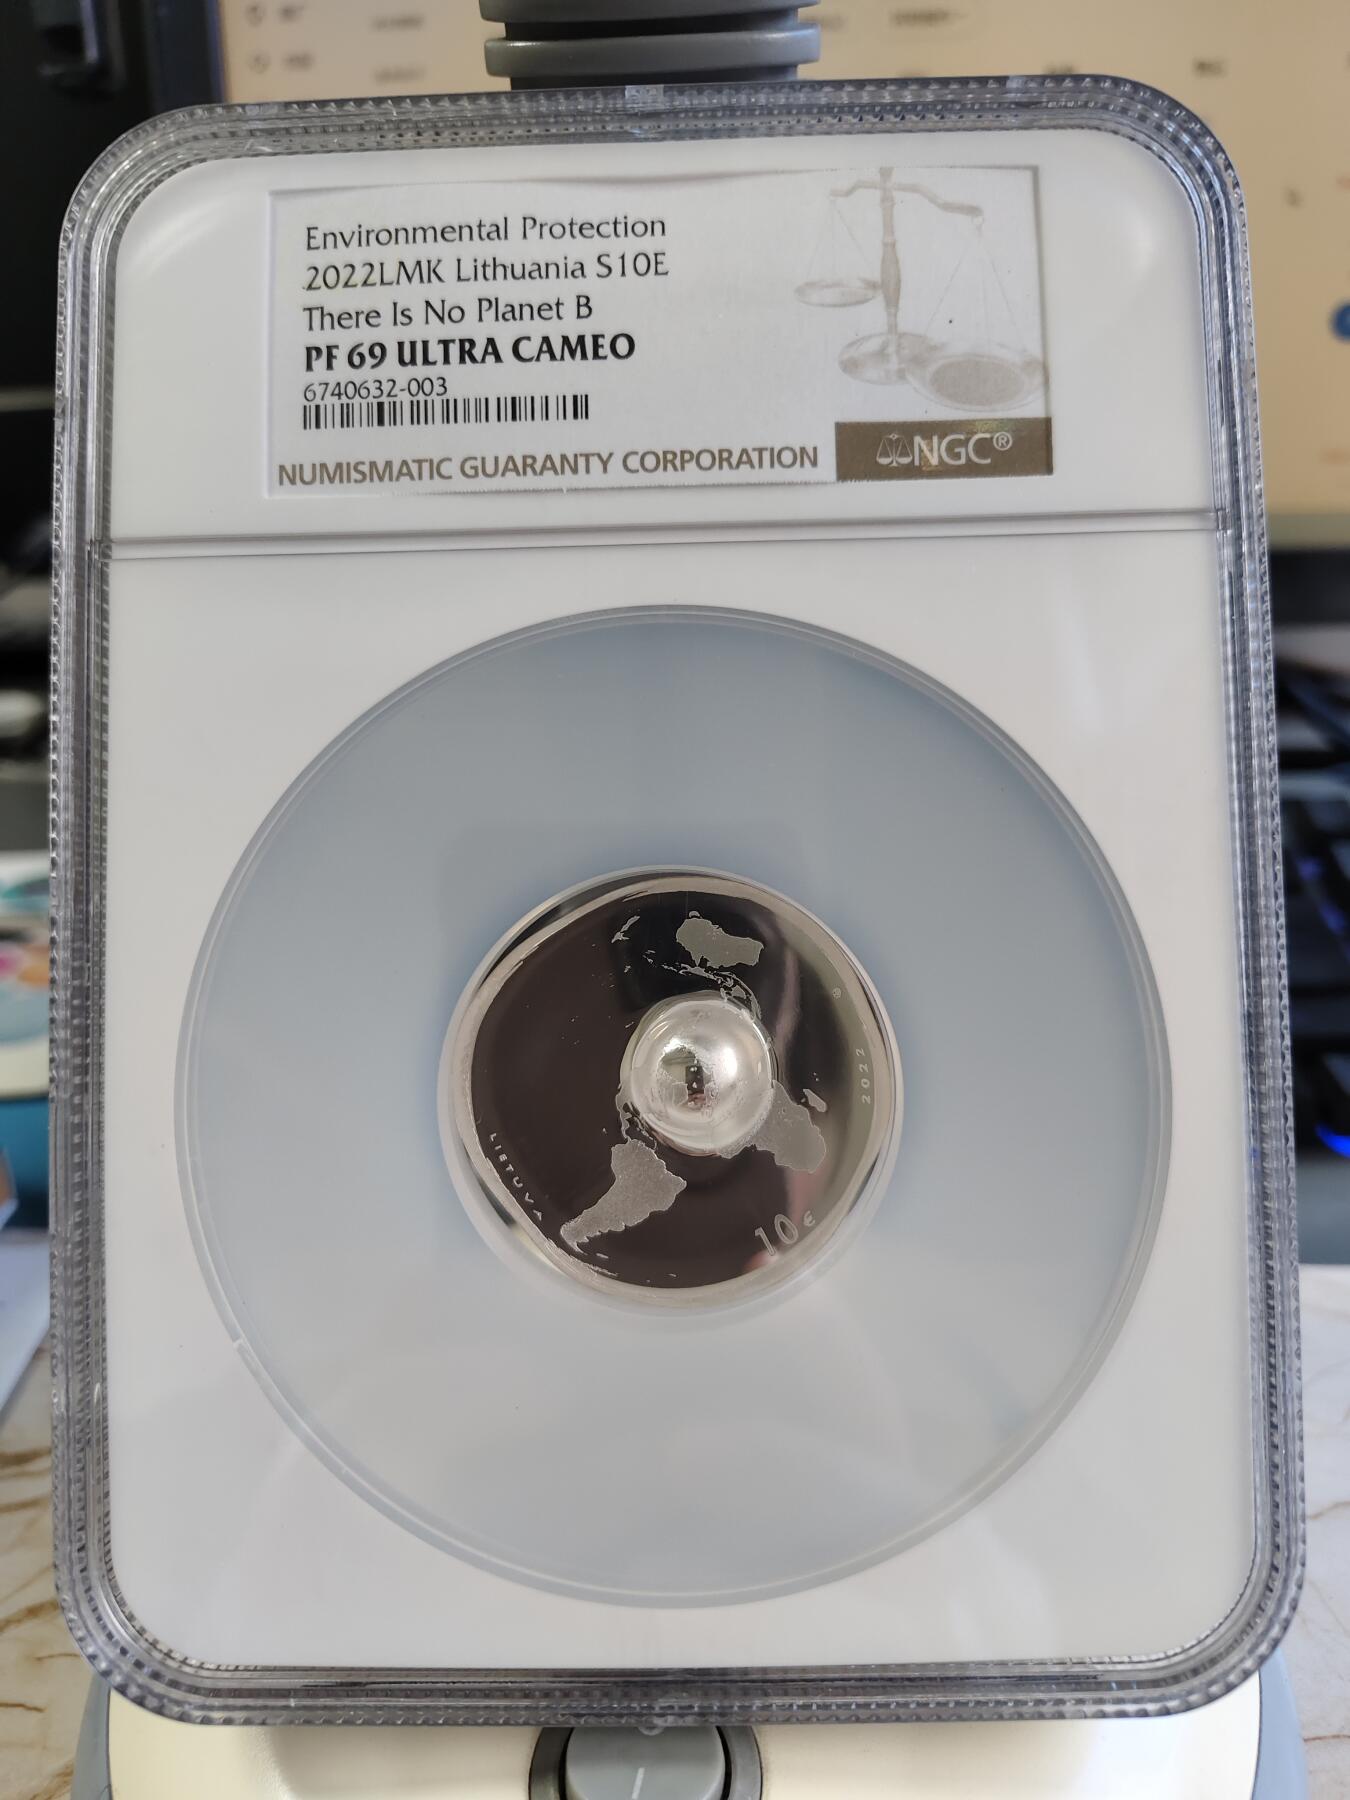 Environmental Protection
2022LMK Lithuania S10E
There Is No Planet B
PF 69 ULTRA CAMEO
6740632-003
NUMISMATIC GUARANTY CORPORATION
NGC®
2022
LIETUVA
10 €